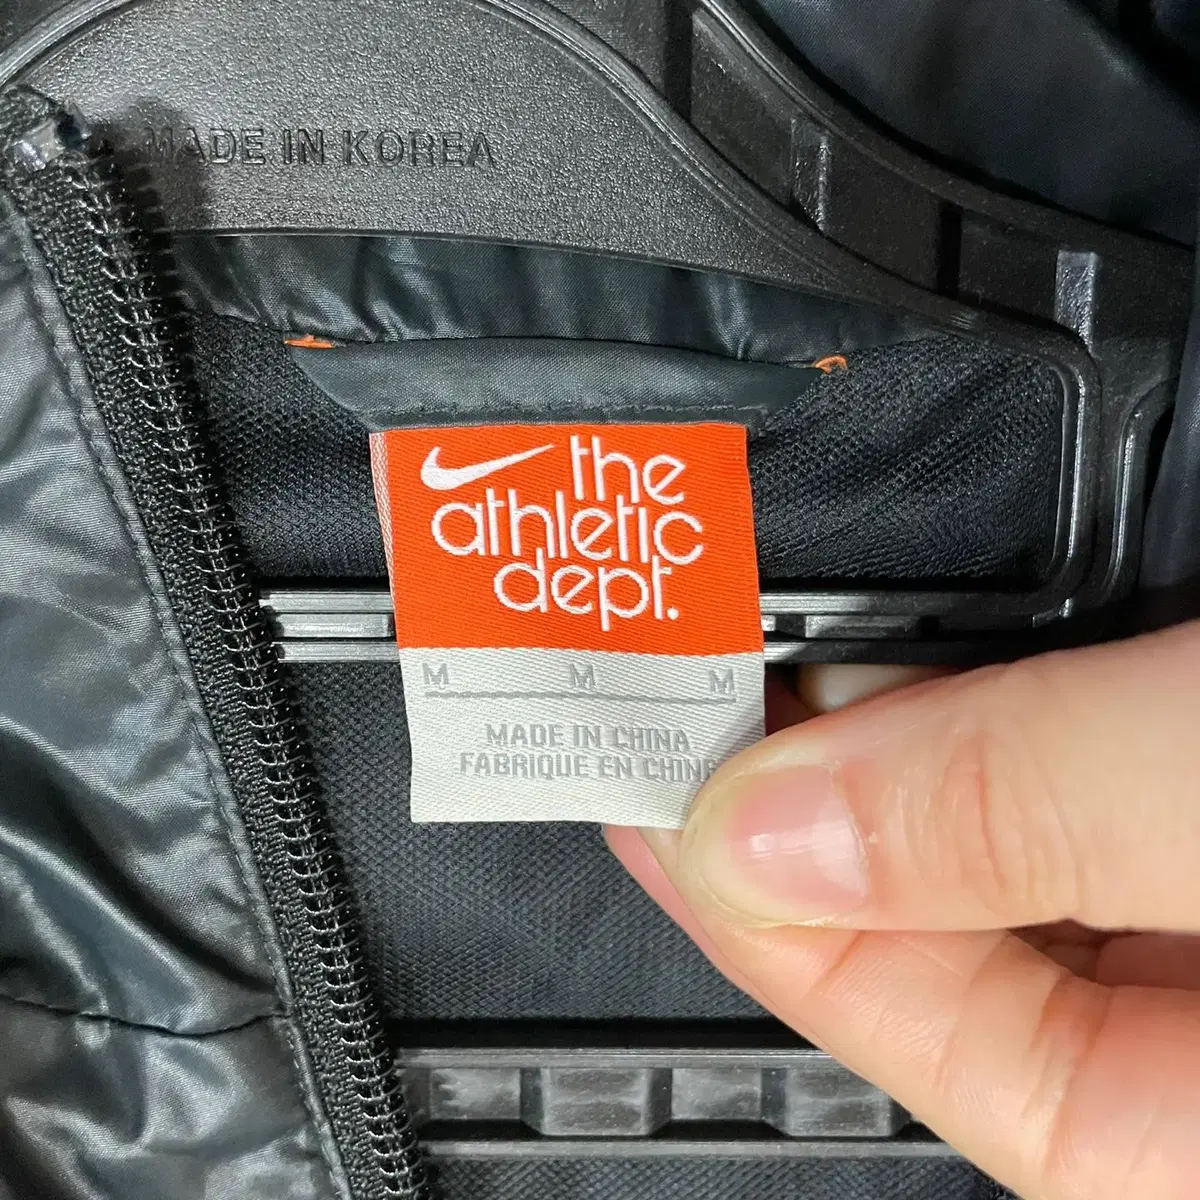 MADE IN KOREA
the
athletic
dept.
M M M
MADE IN CHINA
FABRIQUE EN CHINE